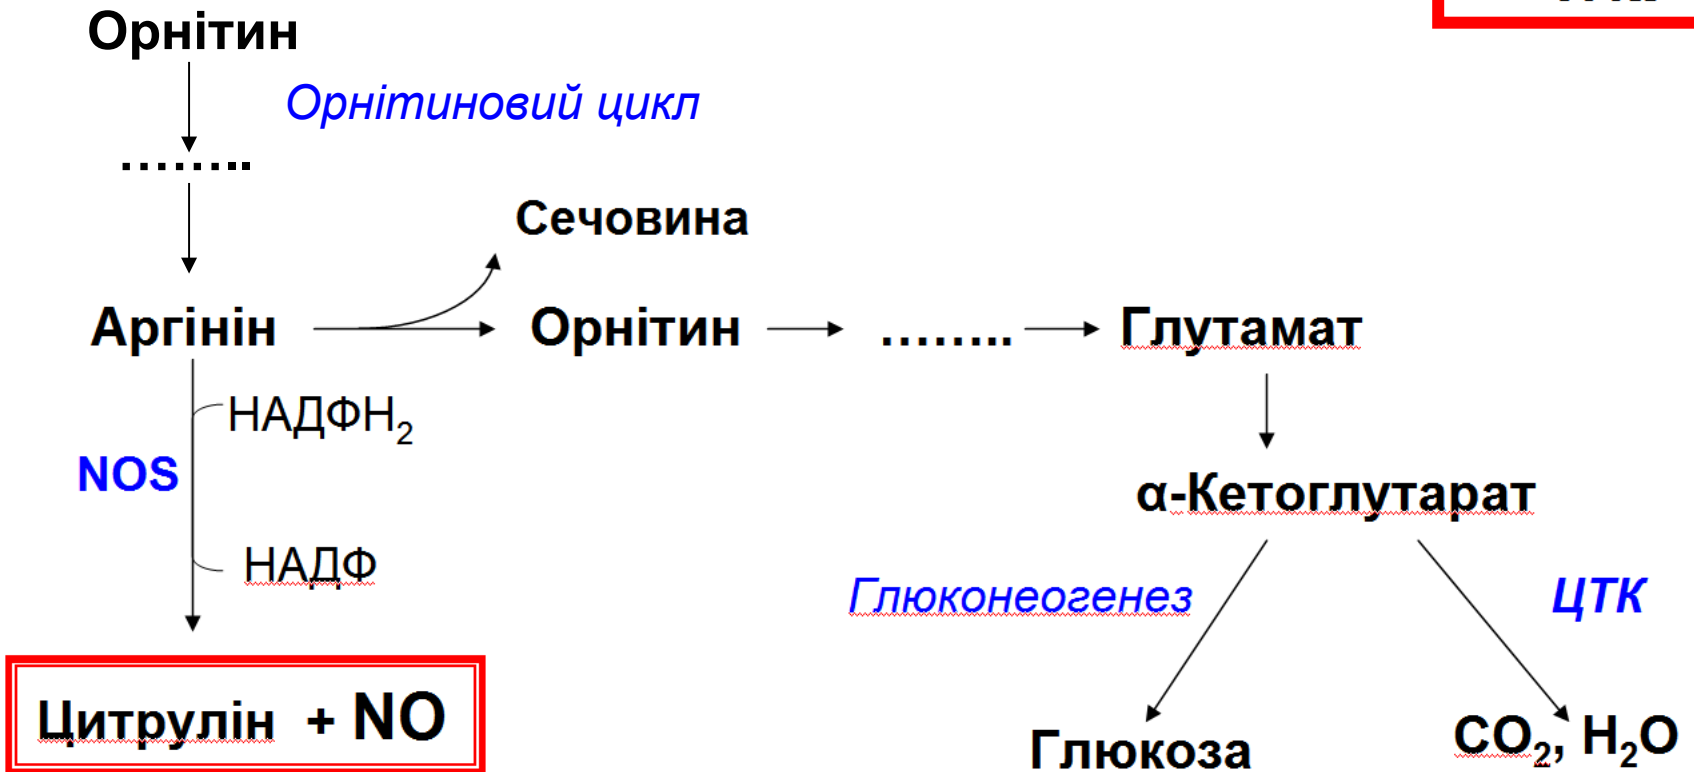 Орнітин
Орнітиновий цикл
……..
Сечовина
Аргінін
Орнітин
……..
Глутамат
НАДФН₂
NOS
α-Кетоглутарат
НАДФ
Глюконеогенез
ЦТК
Цитрулін + NO
Глюкоза
CO₂, H₂O